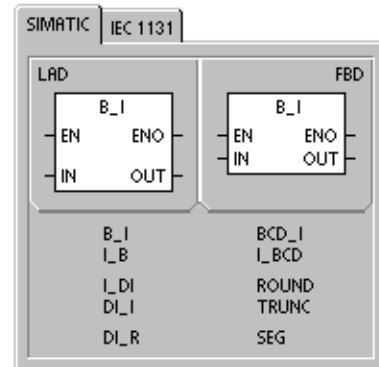 SIMATIC IEC 1131
LAD FBD
B_I B_I
EN ENO EN ENO
IN OUT IN OUT
B_I BCD_I
I_B I_BCD
I_DI ROUND
DI_I TRUNC
DI_R SEG